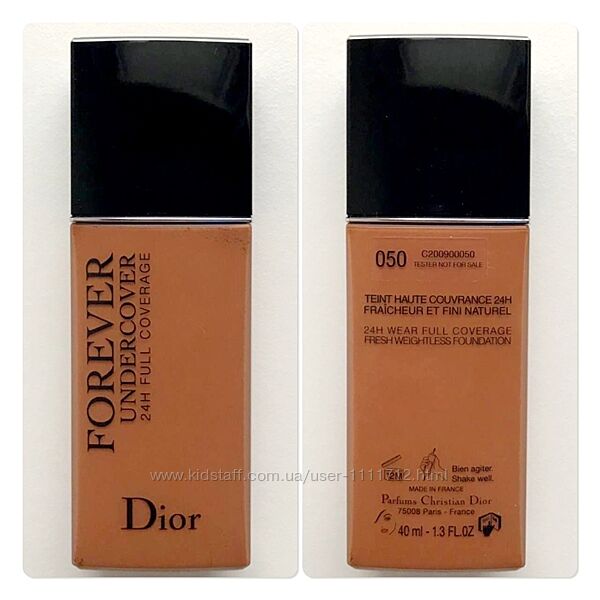 FOREVER
UNDERCOVER
24H FULL COVERAGE
Dior
050
C200900050
TESTER NOT FOR SALE
TEINT HAUTE COUVRANCE 24H
FRAÎCHEUR ET FINI NATUREL
24H WEAR FULL COVERAGE
FRESH WEIGHTLESS FOUNDATION
Bien agiter.
Shake well.
MADE IN FRANCE
Parfums Christian Dior
75008 Paris - France
40 ml - 1.3 FL.OZ